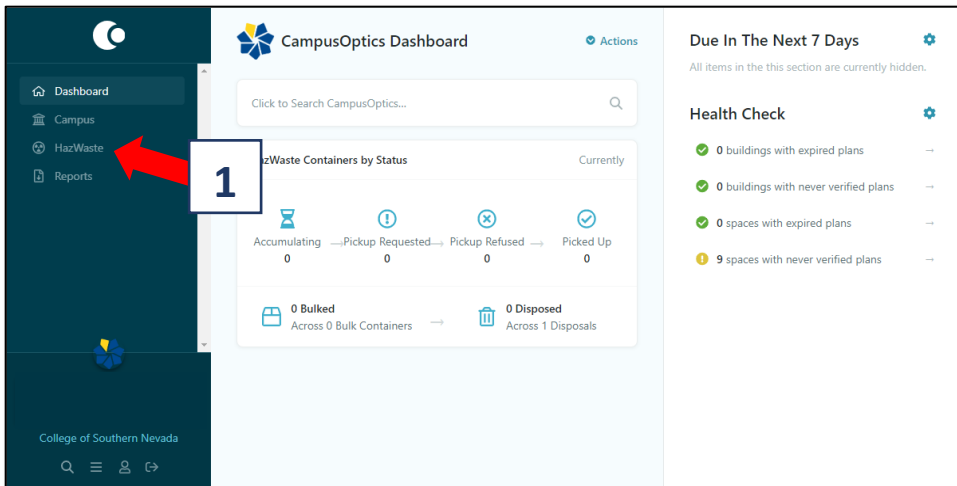 Dashboard
Campus
HazWaste
Reports
College of Southern Nevada
1
CampusOptics Dashboard
Actions
Click to Search CampusOptics...
zWaste Containers by Status
Currently
Accumulating → Pickup Requested → Pickup Refused → Picked Up
0 0 0 0
0 Bulked
Across 0 Bulk Containers →
0 Disposed
Across 1 Disposals
Due In The Next 7 Days
All items in the this section are currently hidden.
Health Check
0 buildings with expired plans →
0 buildings with never verified plans →
0 spaces with expired plans →
9 spaces with never verified plans →